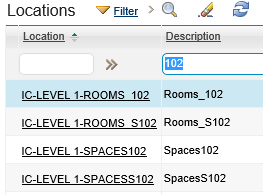 Locations Filter
Location Description
102
IC-LEVEL 1-ROOMS_102 Rooms_102
IC-LEVEL 1-ROOMS_S102 Rooms_S102
IC-LEVEL 1-SPACES102 Spaces102
IC-LEVEL 1-SPACESS102 SpacesS102